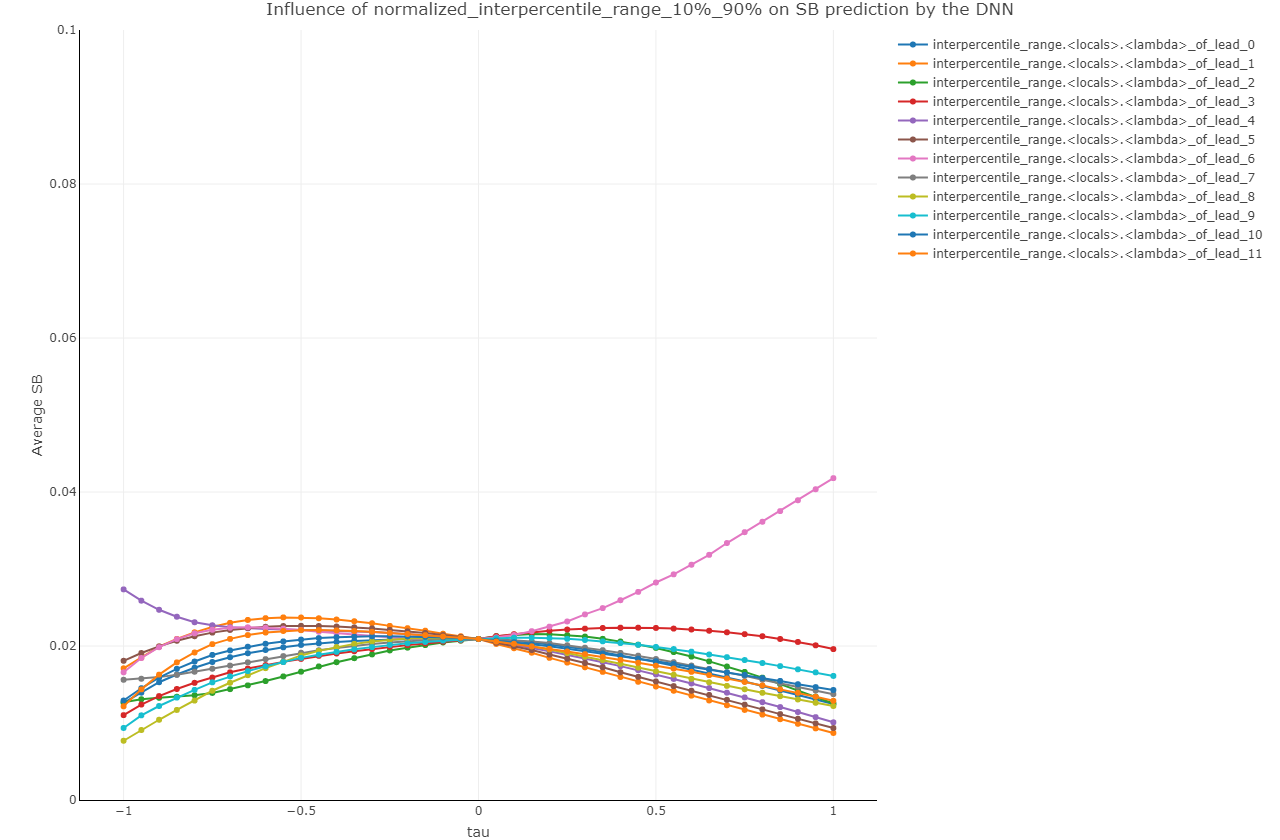 Influence of normalized_interpercentile_range_10%_90% on SB prediction by the DNN
0.1
0.08
0.06
0.04
0.02
0
Average SB
−1
−0.5
0
0.5
1
tau
interpercentile_range.<locals>.<lambda>_of_lead_0
interpercentile_range.<locals>.<lambda>_of_lead_1
interpercentile_range.<locals>.<lambda>_of_lead_2
interpercentile_range.<locals>.<lambda>_of_lead_3
interpercentile_range.<locals>.<lambda>_of_lead_4
interpercentile_range.<locals>.<lambda>_of_lead_5
interpercentile_range.<locals>.<lambda>_of_lead_6
interpercentile_range.<locals>.<lambda>_of_lead_7
interpercentile_range.<locals>.<lambda>_of_lead_8
interpercentile_range.<locals>.<lambda>_of_lead_9
interpercentile_range.<locals>.<lambda>_of_lead_10
interpercentile_range.<locals>.<lambda>_of_lead_11